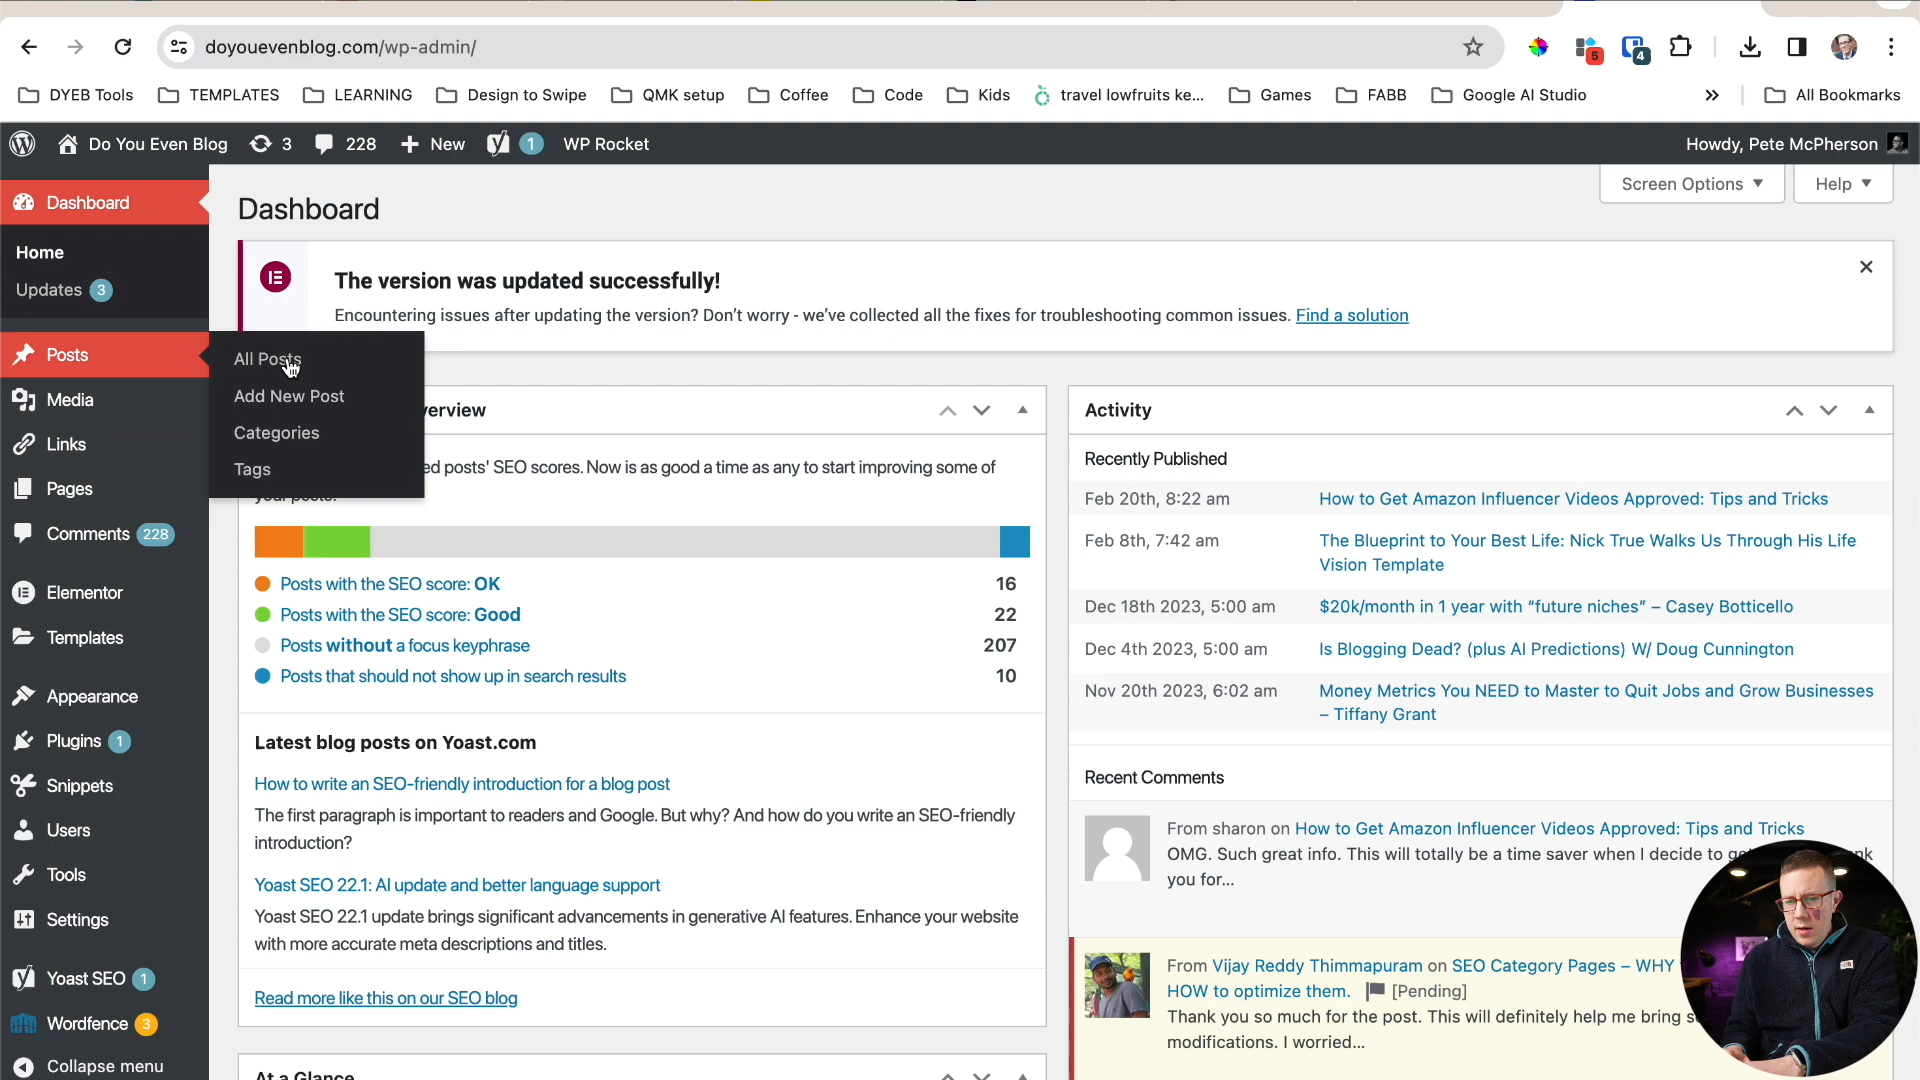 doyouevenblog.com/wp-admin/
5
4
DYEB Tools
TEMPLATES
LEARNING
Design to Swipe
QMK setup
Coffee
Code
Kids
travel lowfruits ke...
Games
FABB
Google AI Studio
All Bookmarks
Do You Even Blog
3
228
New
1
WP Rocket
Howdy, Pete McPherson
Screen Options
Help
Dashboard
Home
Updates 3
Posts
Media
Links
Pages
Comments 228
Elementor
Templates
Appearance
Plugins 1
Snippets
Users
Tools
Settings
Yoast SEO 1
Wordfence 3
Collapse menu
All Posts
Add New Post
Categories
Tags
Dashboard
The version was updated successfully!
Encountering issues after updating the version? Don't worry - we've collected all the fixes for troubleshooting common issues. Find a solution
verview
ed posts' SEO scores. Now is as good a time as any to start improving some of
your posts.
Posts with the SEO score: OK 16
Posts with the SEO score: Good 22
Posts without a focus keyphrase 207
Posts that should not show up in search results 10
Latest blog posts on Yoast.com
How to write an SEO-friendly introduction for a blog post
The first paragraph is important to readers and Google. But why? And how do you write an SEO-friendly
introduction?
Yoast SEO 22.1: AI update and better language support
Yoast SEO 22.1 update brings significant advancements in generative AI features. Enhance your website
with more accurate meta descriptions and titles.
Read more like this on our SEO blog
At a Glance
Activity
Recently Published
Feb 20th, 8:22 am How to Get Amazon Influencer Videos Approved: Tips and Tricks
Feb 8th, 7:42 am The Blueprint to Your Best Life: Nick True Walks Us Through His Life
Vision Template
Dec 18th 2023, 5:00 am $20k/month in 1 year with “future niches” – Casey Botticello
Dec 4th 2023, 5:00 am Is Blogging Dead? (plus AI Predictions) W/ Doug Cunnington
Nov 20th 2023, 6:02 am Money Metrics You NEED to Master to Quit Jobs and Grow Businesses
– Tiffany Grant
Recent Comments
From sharon on How to Get Amazon Influencer Videos Approved: Tips and Tricks
OMG. Such great info. This will totally be a time saver when I decide to
you for...
From Vijay Reddy Thimmapuram on SEO Category Pages – WHY
HOW to optimize them. [Pending]
Thank you so much for the post. This will definitely help me bring
modifications. I worried...